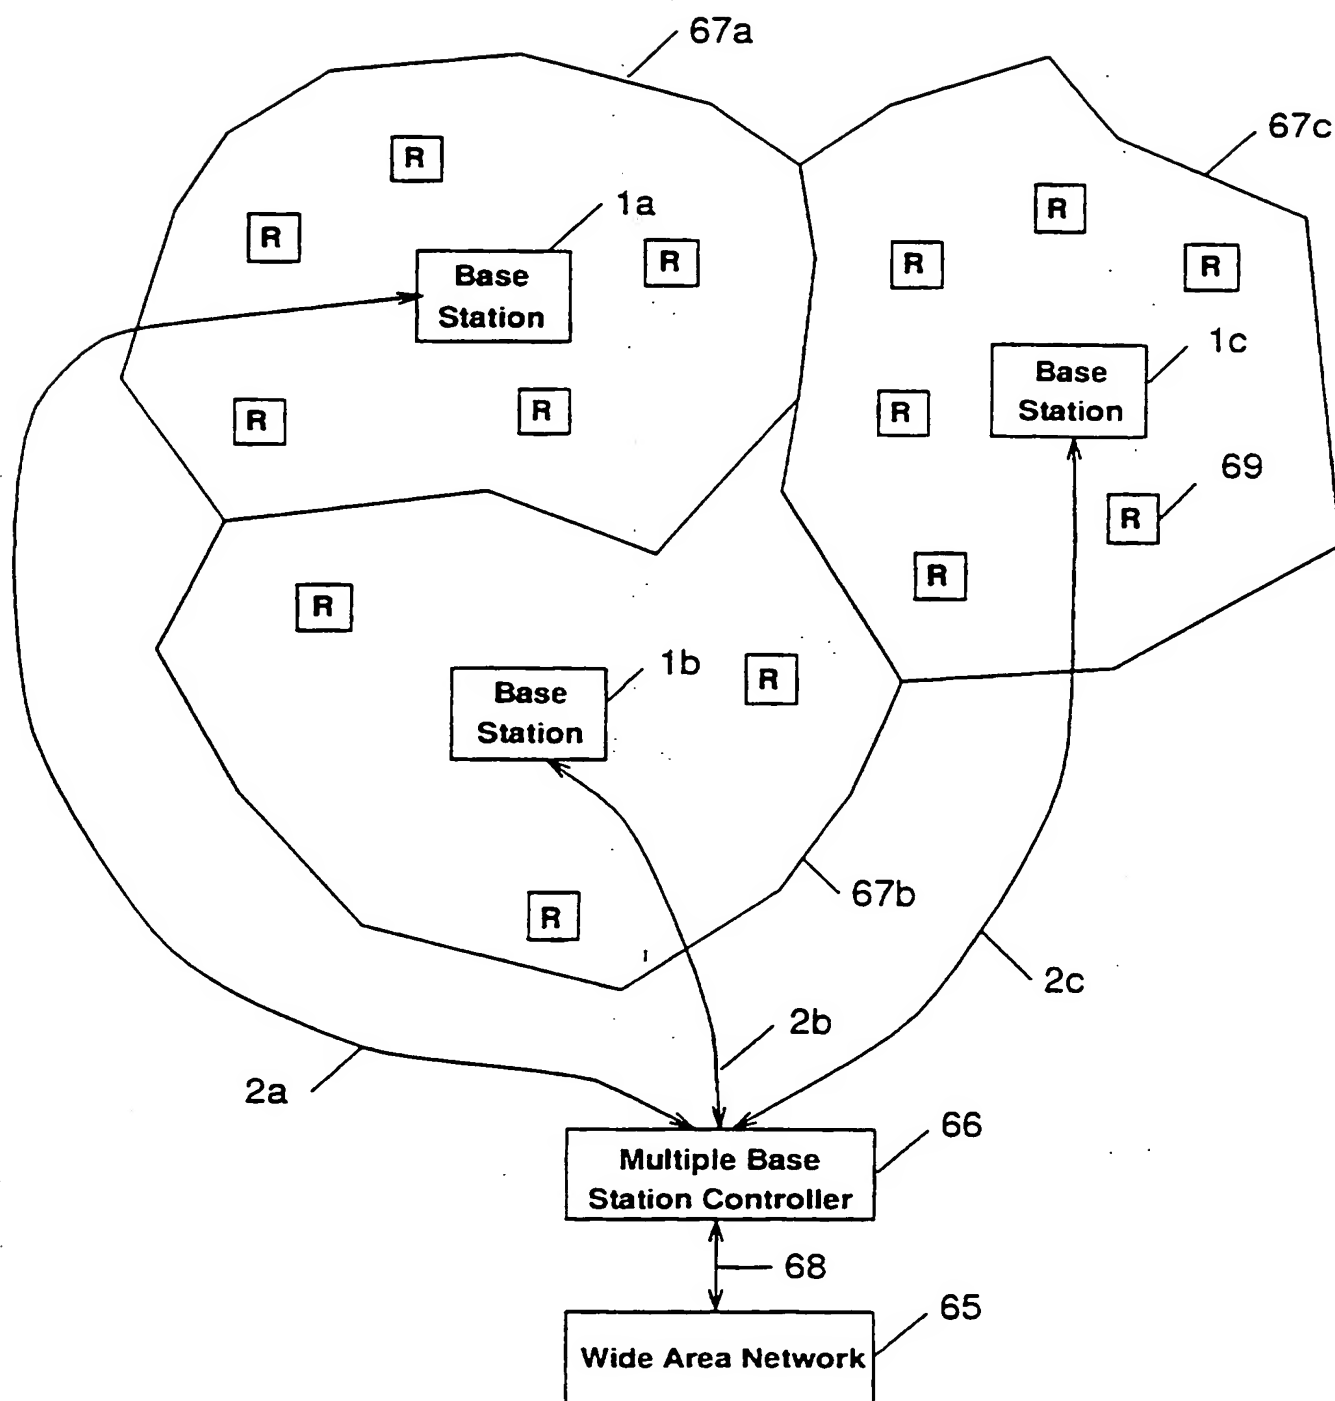 67a
67c
R
R
1a
R
R
R
R
Base
Station
1c
Base
Station
R
R
R
69
R
R
R
1b
R
Base
Station
67b
R
2c
2b
2a
66
Multiple Base
Station Controller
68
65
Wide Area Network